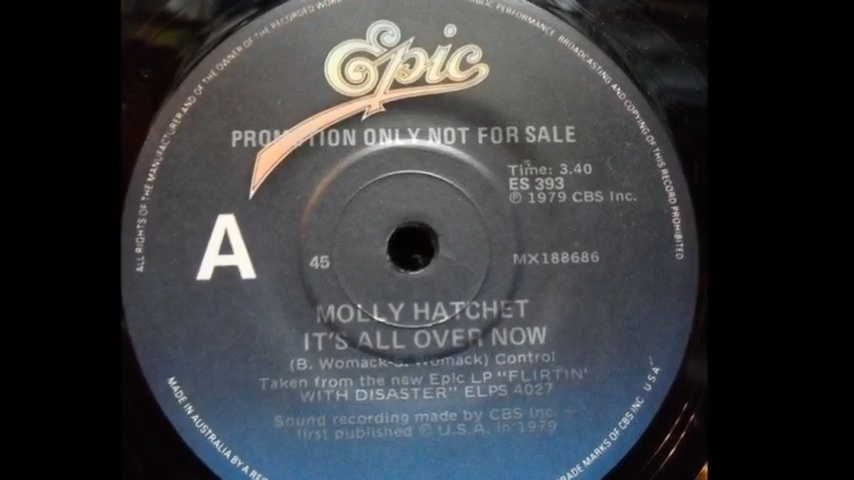 ALL RIGHTS OF THE MANUFACTURER AND OF THE OWNER OF THE RECORDED WORK
PUBLIC PERFORMANCE BROADCASTING AND COPYING OF THIS RECORD PROHIBITED
Epic
PROMOTION ONLY NOT FOR SALE
Time: 3.40
ES 393
℗ 1979 CBS Inc.
A
45
MX188686
MOLLY HATCHET
IT'S ALL OVER NOW
(B. Womack-S. Womack) Control
Taken from the new Epic LP "FLIRTIN'
WITH DISASTER" ELPS 4027
Sound recording made by CBS Inc. –
first published © U.S.A. in 1979
MADE IN AUSTRALIA BY A
MARKS OF CBS INC U S A